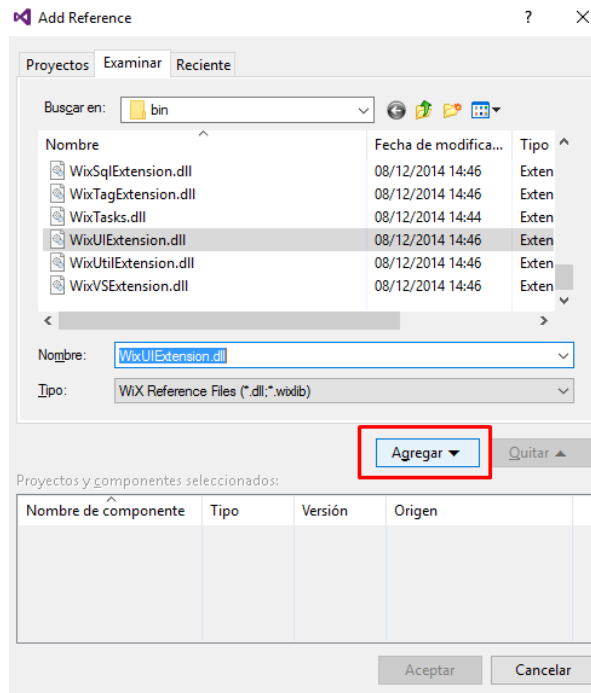 Add Reference ?
Proyectos Examinar Reciente
Buscar en: bin
Nombre Fecha de modifica... Tipo
WixSqlExtension.dll 08/12/2014 14:46 Exten
WixTagExtension.dll 08/12/2014 14:46 Exten
WixTasks.dll 08/12/2014 14:44 Exten
WixUIExtension.dll 08/12/2014 14:46 Exten
WixUtilExtension.dll 08/12/2014 14:46 Exten
WixVSExtension.dll 08/12/2014 14:46 Exten
Nombre: WixUIExtension.dll
Tipo: WiX Reference Files (*.dll;*.wixlib)
Agregar Quitar
Proyectos y componentes seleccionados:
Nombre de componente Tipo Versión Origen
Aceptar Cancelar